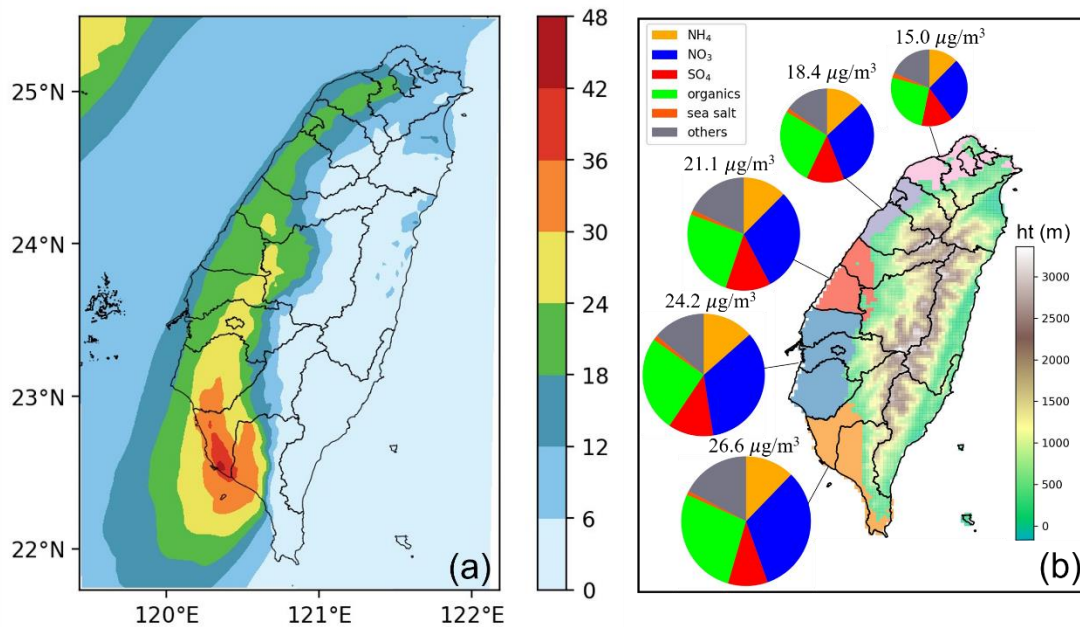 25°N
24°N
23°N
22°N
120°E
121°E
122°E
(a)
48
42
36
30
24
18
12
6
0
NH₄
NO₃
SO₄
organics
sea salt
others
15.0 μg/m³
18.4 μg/m³
21.1 μg/m³
24.2 μg/m³
26.6 μg/m³
ht (m)
3000
2500
2000
1500
1000
500
0
(b)